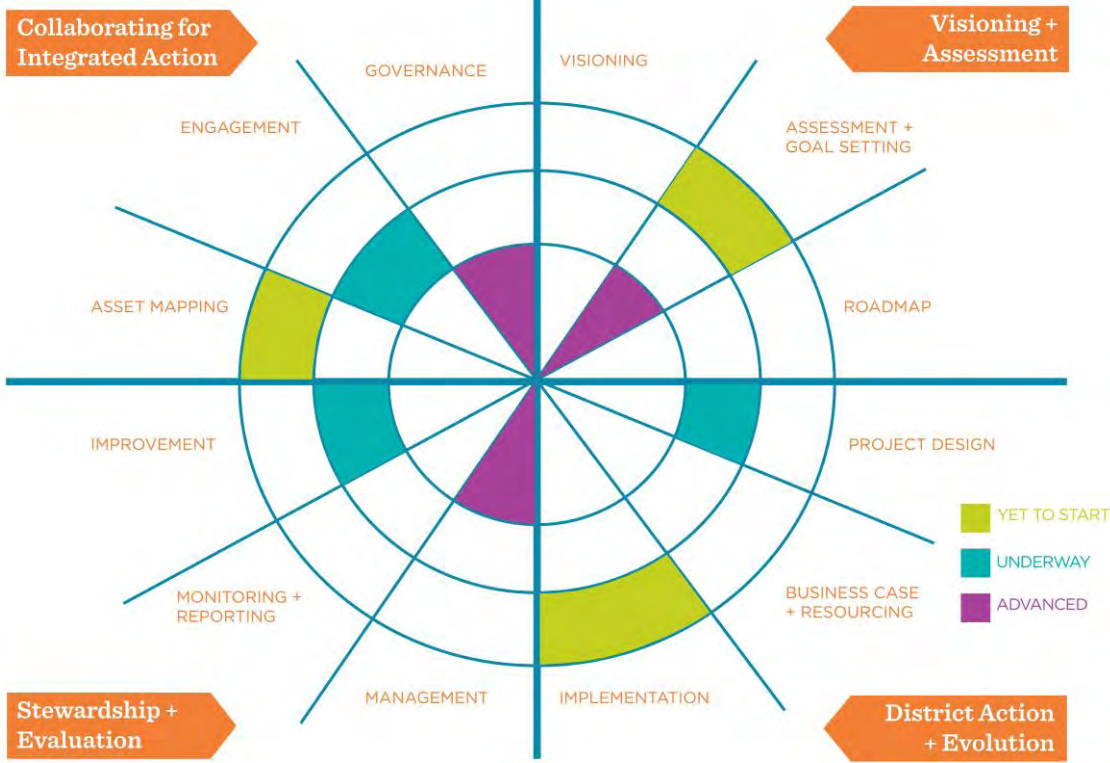 Collaborating for
Integrated Action
Visioning +
Assessment
GOVERNANCE
VISIONING
ENGAGEMENT
ASSESSMENT +
GOAL SETTING
ASSET MAPPING
ROADMAP
IMPROVEMENT
PROJECT DESIGN
YET TO START
UNDERWAY
ADVANCED
MONITORING +
REPORTING
BUSINESS CASE
+ RESOURCING
MANAGEMENT
IMPLEMENTATION
Stewardship +
Evaluation
District Action
+ Evolution